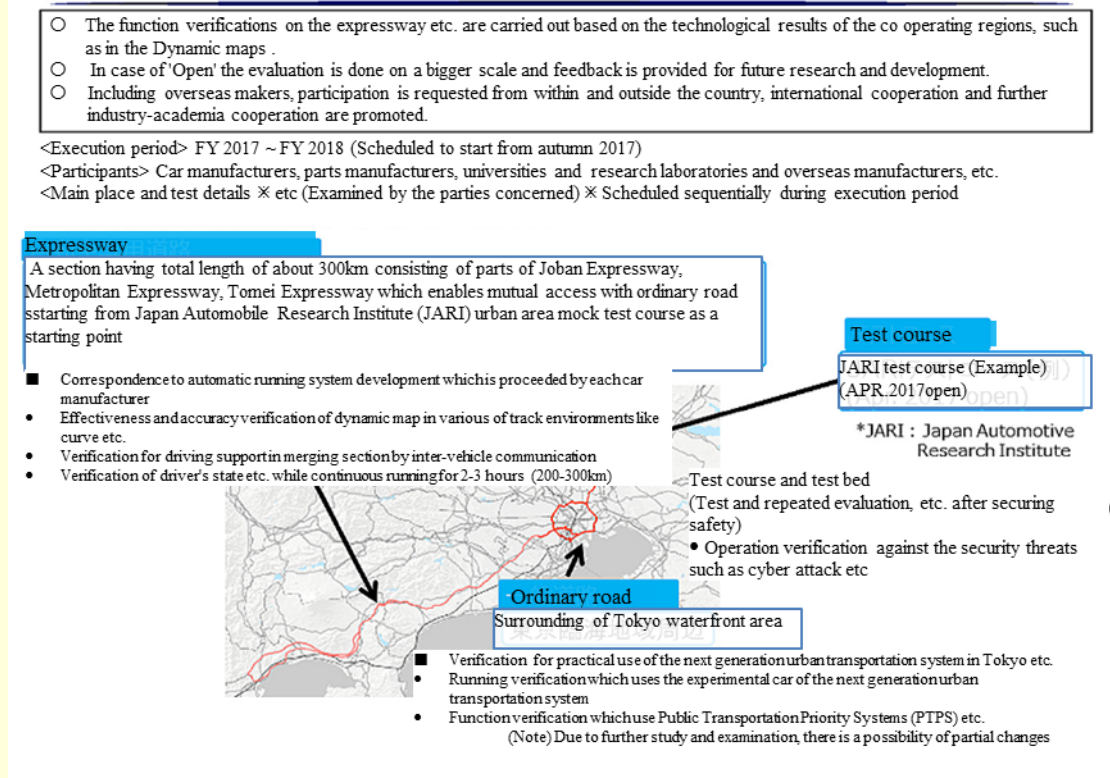 ○ The function verifications on the expressway etc. are carried out based on the technological results of the co operating regions, such
as in the Dynamic maps .
○ In case of 'Open' the evaluation is done on a bigger scale and feedback is provided for future research and development.
○ Including overseas makers, participation is requested from within and outside the country, international cooperation and further
industry-academia cooperation are promoted.
<Execution period> FY 2017 ~ FY 2018 (Scheduled to start from autumn 2017)
<Participants> Car manufacturers, parts manufacturers, universities and research laboratories and overseas manufacturers, etc.
<Main place and test details ※ etc (Examined by the parties concerned) ※ Scheduled sequentially during execution period
Expressway
A section having total length of about 300km consisting of parts of Joban Expressway,
Metropolitan Expressway, Tomei Expressway which enables mutual access with ordinary road
sstarting from Japan Automobile Research Institute (JARI) urban area mock test course as a
starting point
■ Correspondence to automatic running system development which is proceeded by each car
manufacturer
• Effectiveness and accuracy verification of dynamic map in various of track environments like
curve etc.
• Verification for driving support in merging section by inter-vehicle communication
• Verification of driver's state etc. while continuous running for 2-3 hours (200-300km)
Test course
JARI test course (Example)
(APR.2017open)
*JARI : Japan Automotive
Research Institute
Test course and test bed
(Test and repeated evaluation, etc. after securing
safety)
• Operation verification against the security threats
such as cyber attack etc
Ordinary road
Surrounding of Tokyo waterfront area
東京臨海地域周辺
■ Verification for practical use of the next generation urban transportation system in Tokyo etc.
• Running verification which uses the experimental car of the next generation urban
transportation system
• Function verification which use Public Transportation Priority Systems (PTPS) etc.
(Note) Due to further study and examination, there is a possibility of partial changes